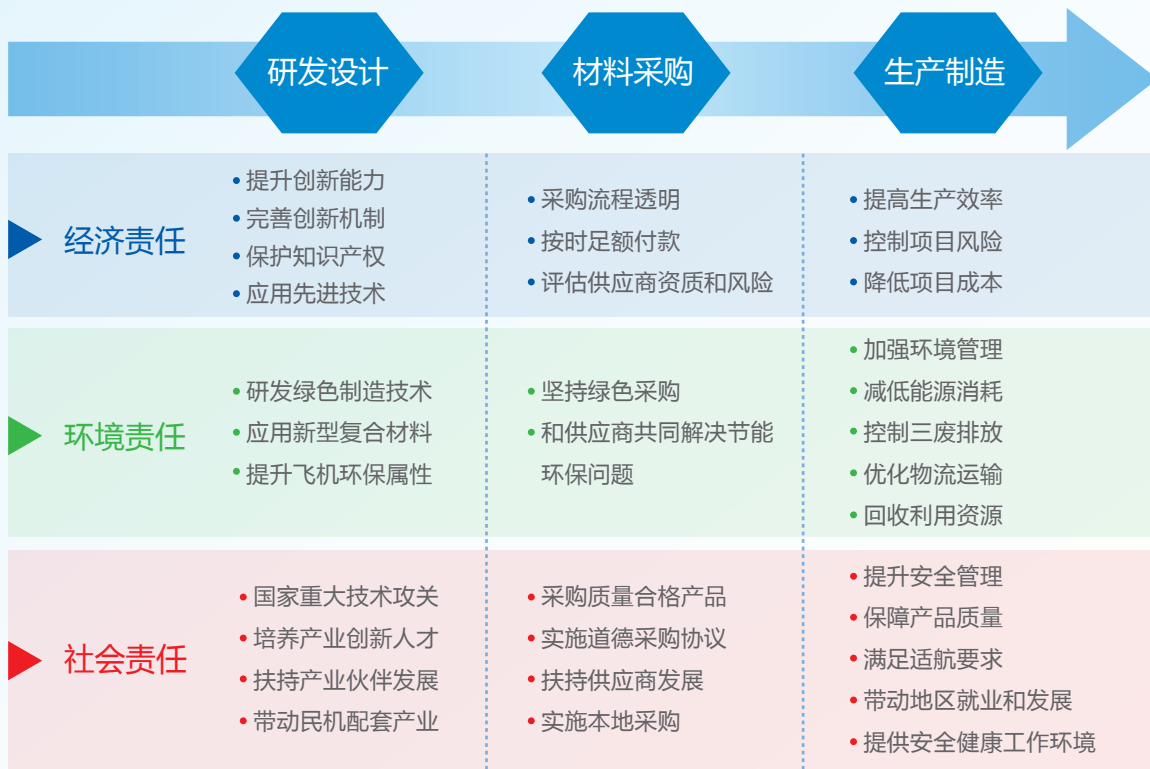 研发设计
材料采购
生产制造
经济责任
•提升创新能力
•完善创新机制
•保护知识产权
•应用先进技术
•采购流程透明
•按时足额付款
•评估供应商资质和风险
•提高生产效率
•控制项目风险
•降低项目成本
环境责任
•研发绿色制造技术
•应用新型复合材料
•提升飞机环保属性
•坚持绿色采购
•和供应商共同解决节能
环保问题
•加强环境管理
•减低能源消耗
•控制三废排放
•优化物流运输
•回收利用资源
社会责任
•国家重大技术攻关
•培养产业创新人才
•扶持产业伙伴发展
•带动民机配套产业
•采购质量合格产品
•实施道德采购协议
•扶持供应商发展
•实施本地采购
•提升安全管理
•保障产品质量
•满足适航要求
•带动地区就业和发展
•提供安全健康工作环境